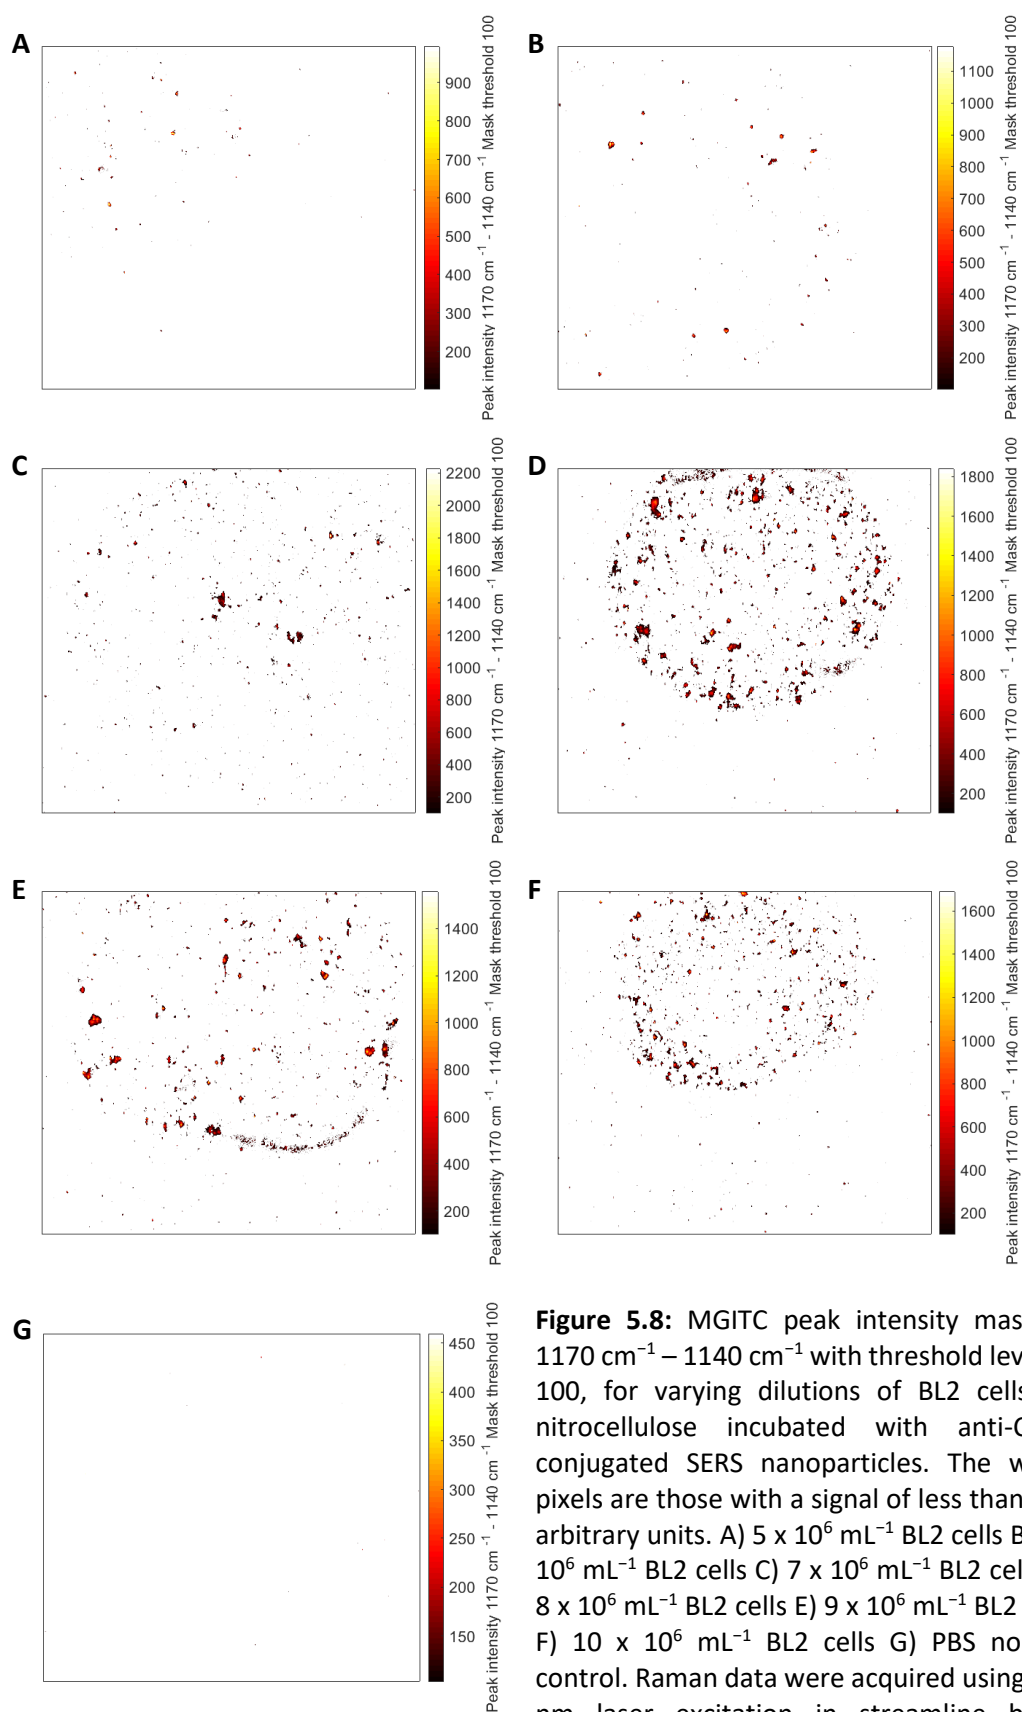 A
900
800
700
600
500
400
300
200
Peak intensity 1170 cm⁻¹ - 1140 cm⁻¹ Mask threshold 100
B
1100
1000
900
800
700
600
500
400
300
200
Peak intensity 1170 cm⁻¹ - 1140 cm⁻¹ Mask threshold 100
C
2200
2000
1800
1600
1400
1200
1000
800
600
400
200
Peak intensity 1170 cm⁻¹ - 1140 cm⁻¹ Mask threshold 100
D
1800
1600
1400
1200
1000
800
600
400
200
Peak intensity 1170 cm⁻¹ - 1140 cm⁻¹ Mask threshold 100
E
1400
1200
1000
800
600
400
200
Peak intensity 1170 cm⁻¹ - 1140 cm⁻¹ Mask threshold 100
F
1600
1400
1200
1000
800
600
400
200
Peak intensity 1170 cm⁻¹ - 1140 cm⁻¹ Mask threshold 100
G
450
400
350
300
250
200
150
Peak intensity 1170 cm⁻¹ - 1140 cm⁻¹ Mask threshold 100
Figure 5.8: MGITC peak intensity mas
1170 cm⁻¹ – 1140 cm⁻¹ with threshold lev
100, for varying dilutions of BL2 cells
nitrocellulose incubated with anti-C
conjugated SERS nanoparticles. The w
pixels are those with a signal of less than
arbitrary units. A) 5 x 10⁶ mL⁻¹ BL2 cells B
10⁶ mL⁻¹ BL2 cells C) 7 x 10⁶ mL⁻¹ BL2 cel
8 x 10⁶ mL⁻¹ BL2 cells E) 9 x 10⁶ mL⁻¹ BL2
F) 10 x 10⁶ mL⁻¹ BL2 cells G) PBS no
control. Raman data were acquired using
nm laser excitation in streamline h